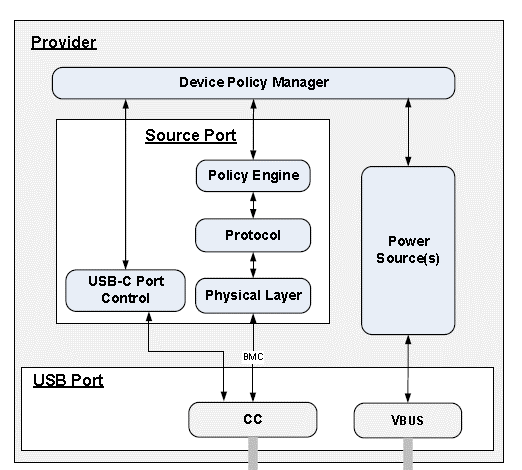 Provider
Device Policy Manager
Source Port
Policy Engine
Protocol
Power
Source(s)
USB-C Port
Control
Physical Layer
BMC
USB Port
CC
VBUS